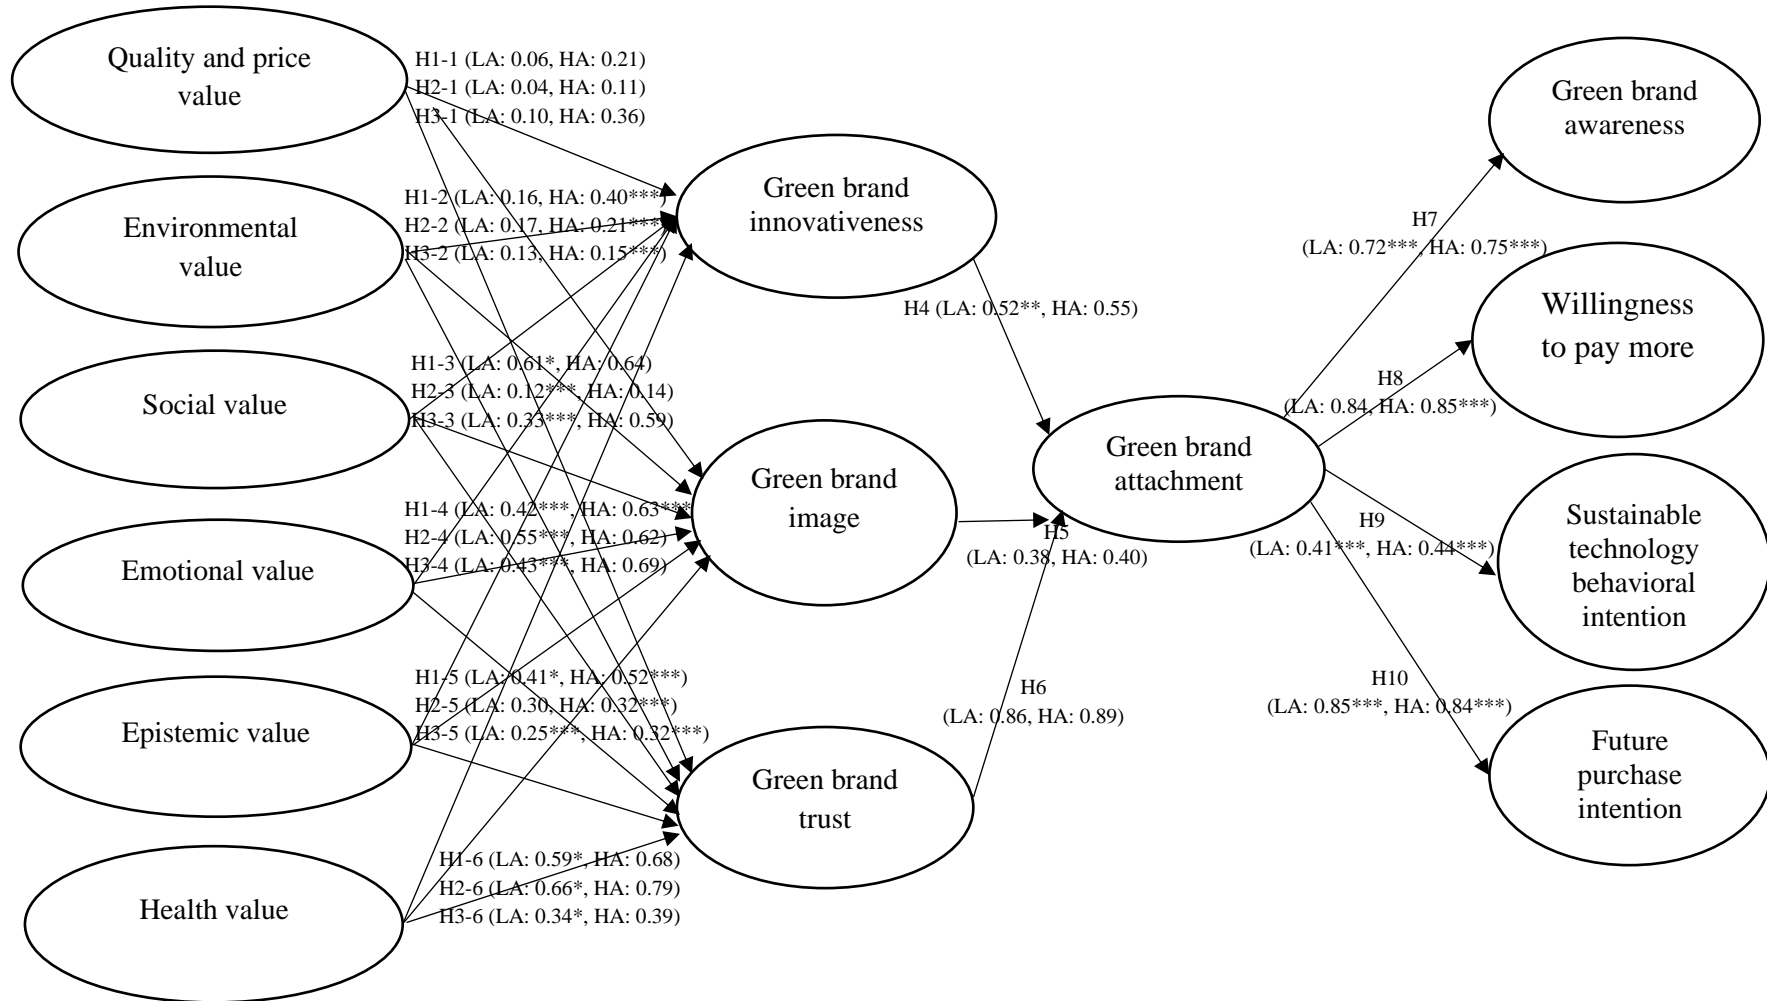 Quality and price
value
H1-1 (LA: 0.06, HA: 0.21)
H2-1 (LA: 0.04, HA: 0.11)
H3-1 (LA: 0.10, HA: 0.36)
Environmental
value
H1-2 (LA: 0.16, HA: 0.40***)
H2-2 (LA: 0.17, HA: 0.21***)
H3-2 (LA: 0.13, HA: 0.15***)
Social value
H1-3 (LA: 0.61*, HA: 0.64)
H2-3 (LA: 0.12***, HA: 0.14)
H3-3 (LA: 0.33***, HA: 0.59)
Emotional value
H1-4 (LA: 0.42***, HA: 0.63***)
H2-4 (LA: 0.55***, HA: 0.62)
H3-4 (LA: 0.43***, HA: 0.69)
Epistemic value
H1-5 (LA: 0.41*, HA: 0.52***)
H2-5 (LA: 0.30, HA: 0.32***)
H3-5 (LA: 0.25***, HA: 0.32***)
Health value
H1-6 (LA: 0.59*, HA: 0.68)
H2-6 (LA: 0.66*, HA: 0.79)
H3-6 (LA: 0.34*, HA: 0.39)
Green brand
innovativeness
Green brand
image
Green brand
trust
H4 (LA: 0.52**, HA: 0.55)
H5
(LA: 0.38, HA: 0.40)
H6
(LA: 0.86, HA: 0.89)
Green brand
attachment
H7
(LA: 0.72***, HA: 0.75***)
H8
(LA: 0.84, HA: 0.85***)
H9
(LA: 0.41***, HA: 0.44***)
H10
(LA: 0.85***, HA: 0.84***)
Green brand
awareness
Willingness
to pay more
Sustainable
technology
behavioral
intention
Future
purchase
intention